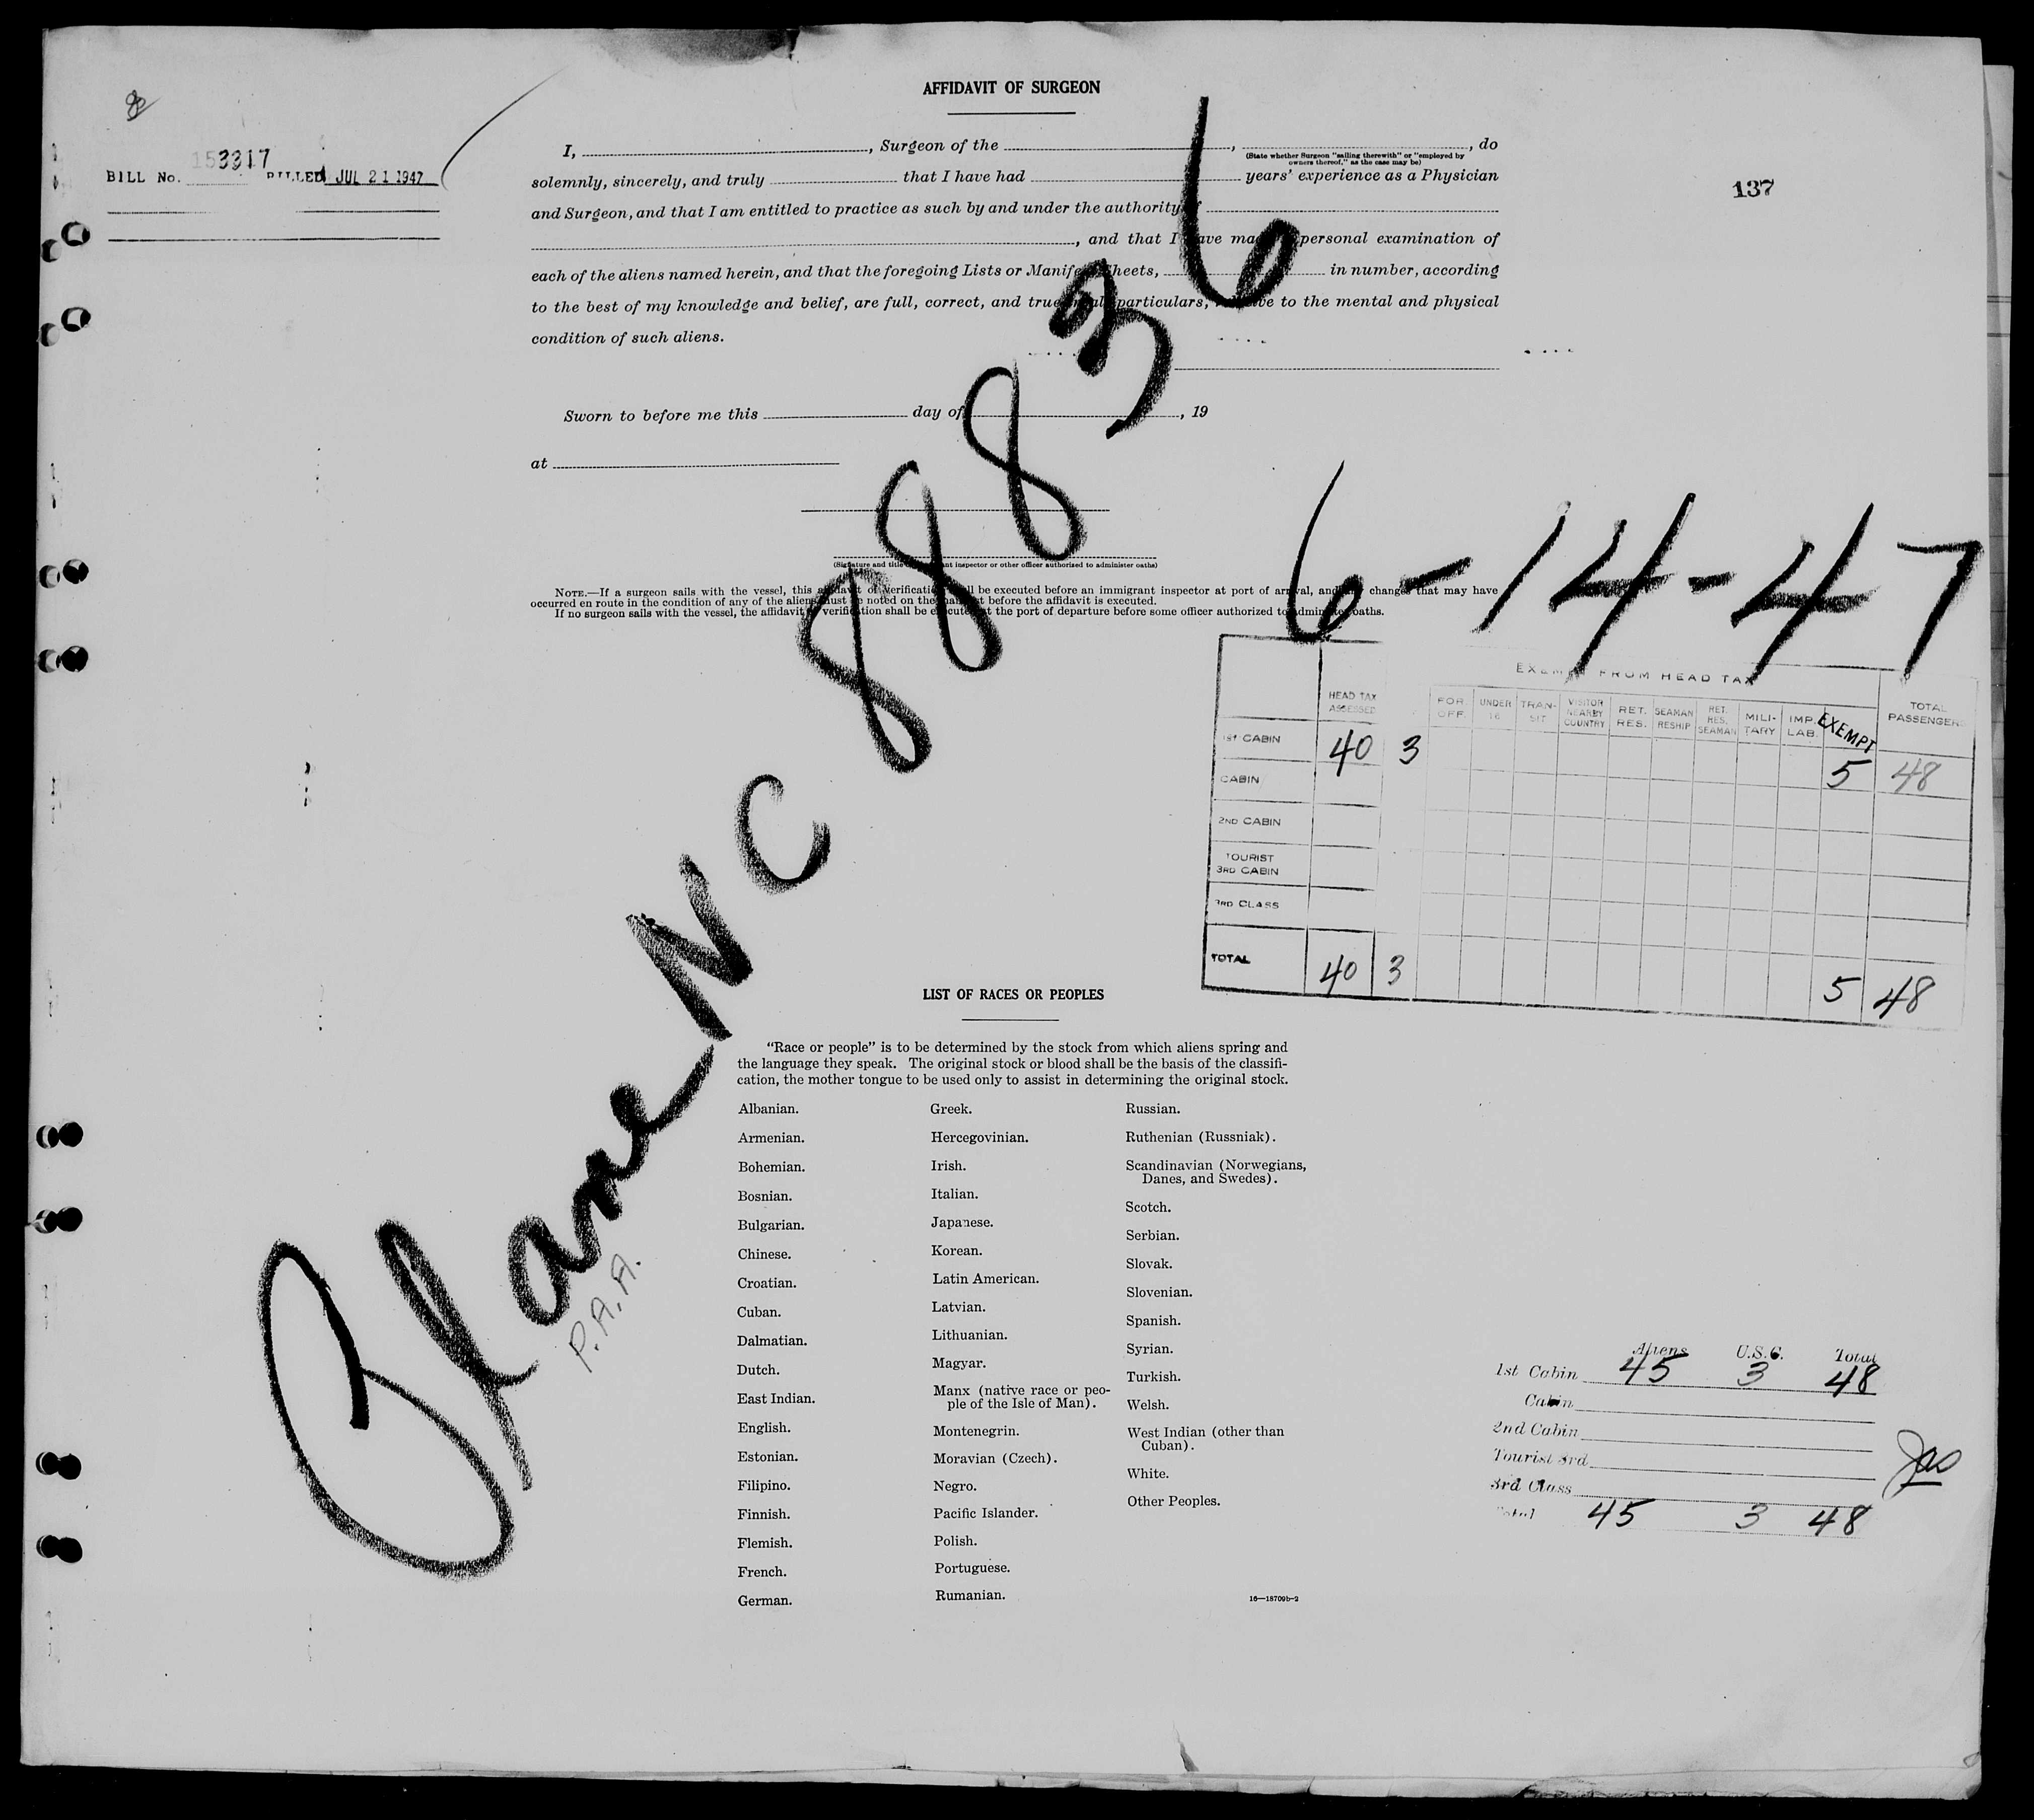 AFFIDAVIT OF SURGEON
I, , Surgeon of the , , do
(State whether Surgeon "sailing therewith" or "employed by
owners thereof," as the case may be)
BILL No. 153317 BILLED JUL 21 1947
solemnly, sincerely, and truly that I have had years' experience as a Physician
137
and Surgeon, and that I am entitled to practice as such by and under the authority of
, and that I have made personal examination of
each of the aliens named herein, and that the foregoing Lists or Manifest Sheets, in number, according
to the best of my knowledge and belief, are full, correct, and true in all particulars, relative to the mental and physical
condition of such aliens.
Sworn to before me this day of , 19
at
(Signature and title immigrant inspector or other officer authorized to administer oaths)
NOTE.—If a surgeon sails with the vessel, this affidavit of verification shall be executed before an immigrant inspector at port of arrival, and any changes that may have
occurred en route in the condition of any of the aliens must be noted on the manifest before the affidavit is executed.
If no surgeon sails with the vessel, the affidavit of verification shall be executed at the port of departure before some officer authorized to administer oaths.
Plane NC 88836
P.A.A.
6-14-47
EXEMPT FROM HEAD TAX
HEAD TAX ASSESSED FOR. OFF. UNDER 16 TRAN-SIT VISITOR NEARBY COUNTRY RET. RES. SEAMAN RESHIP RET. RES. SEAMAN MILI-TARY IMP. LAB. EXEMPT TOTAL PASSENGER
1ST CABIN 40 3 5 48
CABIN
2ND CABIN
TOURIST
3RD CABIN
3RD CLASS
TOTAL 40 3 5 48
LIST OF RACES OR PEOPLES
"Race or people" is to be determined by the stock from which aliens spring and
the language they speak. The original stock or blood shall be the basis of the classifi-
cation, the mother tongue to be used only to assist in determining the original stock.
Albanian.
Armenian.
Bohemian.
Bosnian.
Bulgarian.
Chinese.
Croatian.
Cuban.
Dalmatian.
Dutch.
East Indian.
English.
Estonian.
Filipino.
Finnish.
Flemish.
French.
German.
Greek.
Hercegovinian.
Irish.
Italian.
Japanese.
Korean.
Latin American.
Latvian.
Lithuanian.
Magyar.
Manx (native race or peo-
ple of the Isle of Man).
Montenegrin.
Moravian (Czech).
Negro.
Pacific Islander.
Polish.
Portuguese.
Rumanian.
Russian.
Ruthenian (Russniak).
Scandinavian (Norwegians,
Danes, and Swedes).
Scotch.
Serbian.
Slovak.
Slovenian.
Spanish.
Syrian.
Turkish.
Welsh.
West Indian (other than
Cuban).
White.
Other Peoples.
16—18709b-2
Aliens U.S.C. Total
1st Cabin 45 3 48
Cabin
2nd Cabin
Tourist 3rd
3rd Class
Total 45 3 48